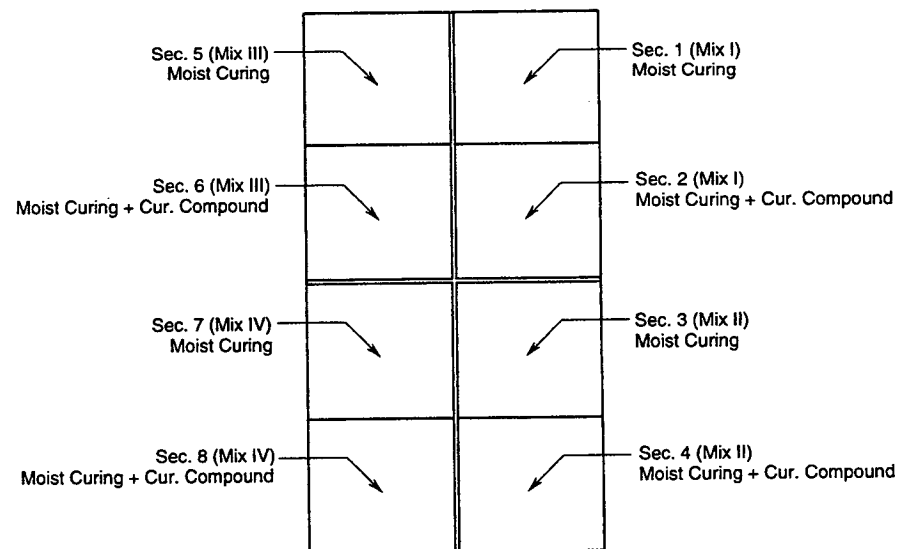 Sec. 5 (Mix III)
Moist Curing
Sec. 1 (Mix I)
Moist Curing
Sec. 6 (Mix III)
Moist Curing + Cur. Compound
Sec. 2 (Mix I)
Moist Curing + Cur. Compound
Sec. 7 (Mix IV)
Moist Curing
Sec. 3 (Mix II)
Moist Curing
Sec. 8 (Mix IV)
Moist Curing + Cur. Compound
Sec. 4 (Mix II)
Moist Curing + Cur. Compound